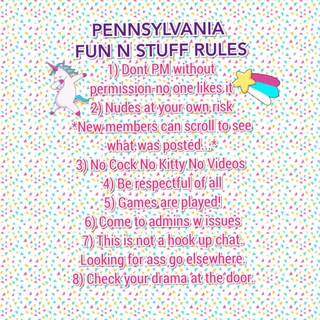 PENNSYLVANIA
FUN N STUFF RULES
1) Dont PM without
permission-no one likes it
2) Nudes at your own risk
*New members can scroll to see
what was posted...*
3) No Cock No Kitty No Videos
4) Be respectful of all
5) Games are played!
6) Come to admins w issues
7) This is not a hook up chat..
Looking for ass go elsewhere.
8) Check your drama at the door.